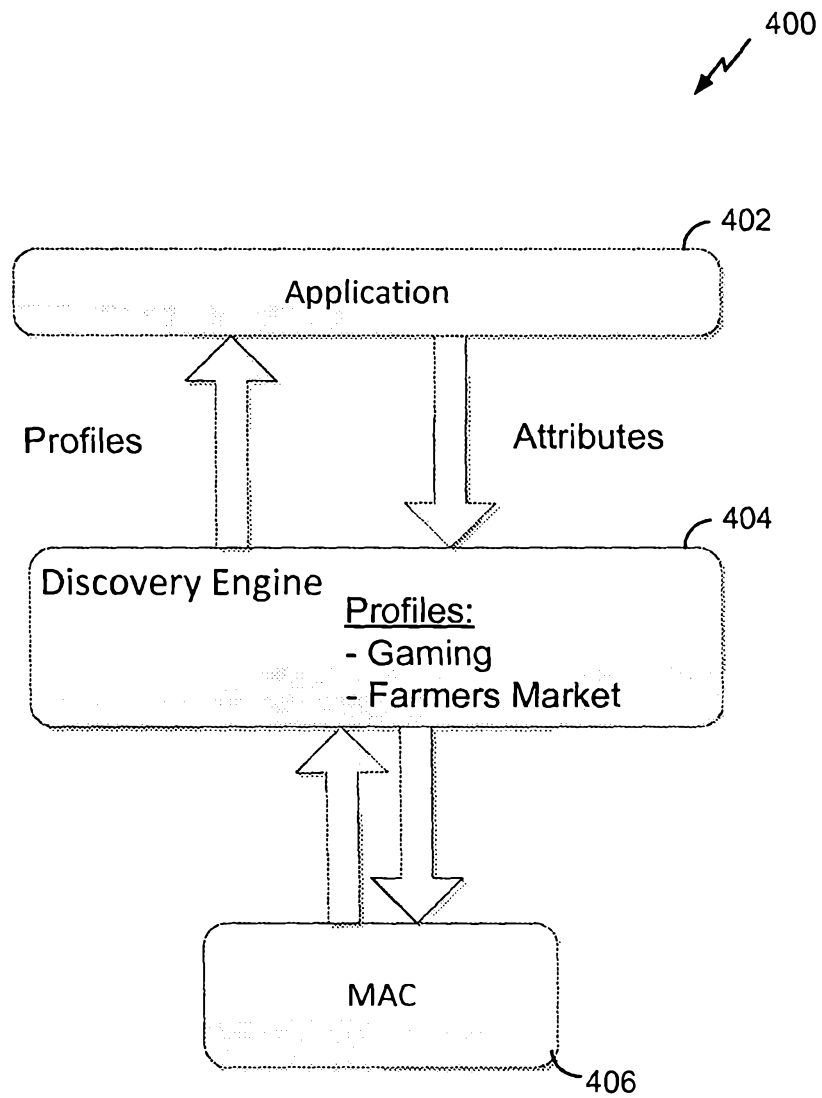 400
402
Application
Profiles
Attributes
404
Discovery Engine
Profiles:
- Gaming
- Farmers Market
MAC
406